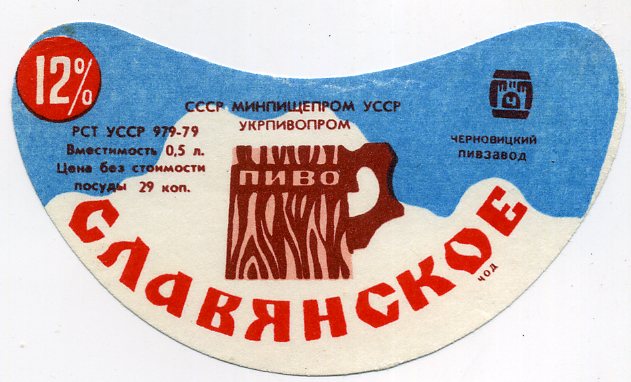 12%
СССР МИНПИЩЕПРОМ УССР
УКРПИВОПРОМ
РСТ УССР 979-79
Вместимость 0,5 л.
Цена без стоимости
посуды 29 коп.
Ч
ЧЕРНОВИЦКИЙ
ПИВЗАВОД
ПИВО
СЛАВЯНСКОЕ
ЧОД